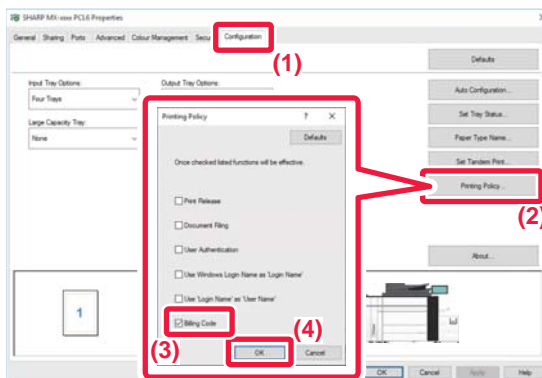 SHARP MX-xxxx PCL6 Properties
General Sharing Ports Advanced Colour Management Secu Configuration
(1)
Defaults
Input Tray Options:
Output Tray Options:
Four Trays
Auto Configuration...
Large Capacity Tray:
None
Set Tray Status...
Paper Type Name...
Set Tandem Print...
Printing Policy...
(2)
About...
Printing Policy ? ×
Defaults
Once checked listed functions will be effective.
Print Release
Document Filing
User Authentication
Use Windows Login Name as 'Login Name'
Use 'Login Name' as 'User Name'
Billing Code
(3)
(4)
OK Cancel
1
OK Cancel Apply Help